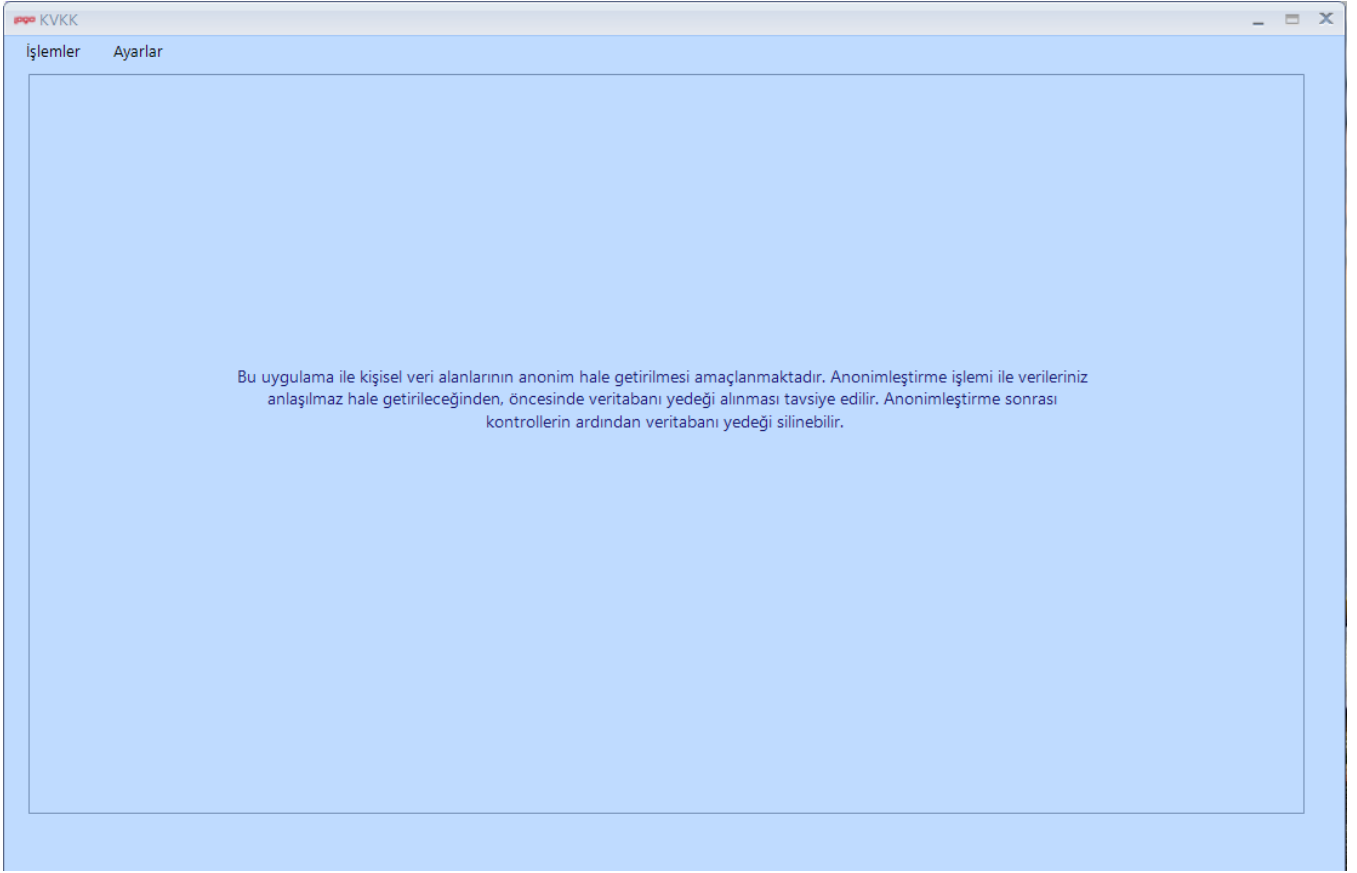 KVKK
İşlemler Ayarlar
Bu uygulama ile kişisel veri alanlarının anonim hale getirilmesi amaçlanmaktadır. Anonimleştirme işlemi ile verileriniz
anlaşılmaz hale getirileceğinden, öncesinde veritabanı yedeği alınması tavsiye edilir. Anonimleştirme sonrası
kontrollerin ardından veritabanı yedeği silinebilir.